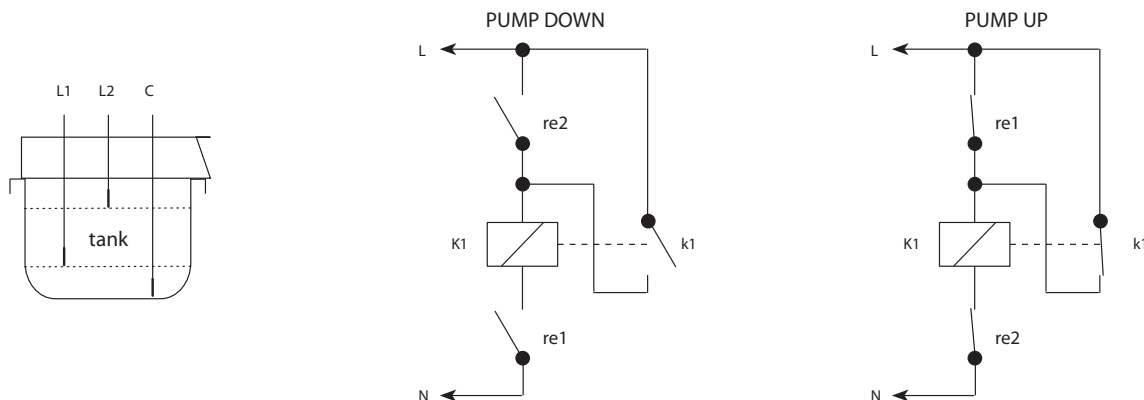 PUMP DOWN
PUMP UP
L
L
L1 L2 C
re2
re1
tank
K1
k1
K1
k1
re1
re2
N
N